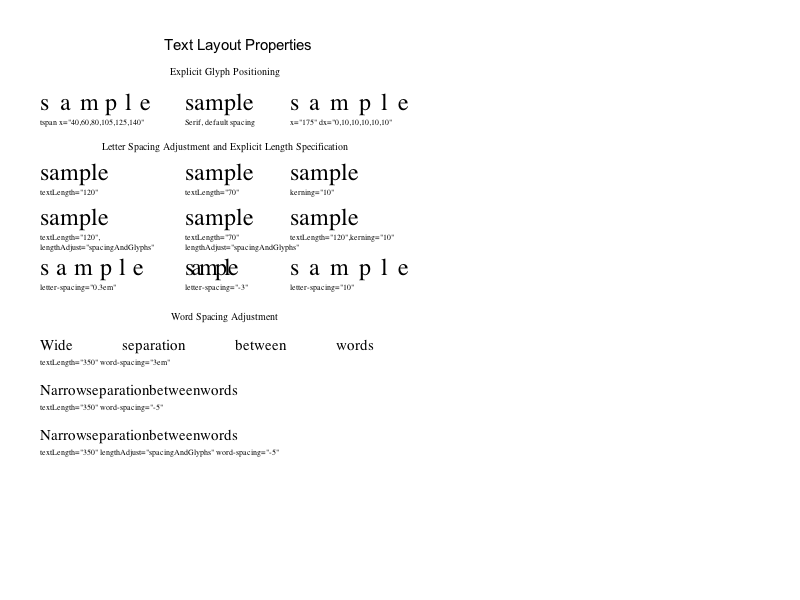 Text Layout Properties
Explicit Glyph Positioning
s a m p l e sample s a m p l e
tspan x="40,60,80,105,125,140" Serif, default spacing x="175" dx="0,10,10,10,10,10"
Letter Spacing Adjustment and Explicit Length Specification
sample sample sample
textLength="120" textLength="70" kerning="10"
sample sample sample
textLength="120", textLength="70" textLength="120",kerning="10"
lengthAdjust="spacingAndGlyphs" lengthAdjust="spacingAndGlyphs"
s a m p l e sample s a m p l e
letter-spacing="0.3em" letter-spacing="-3" letter-spacing="10"
Word Spacing Adjustment
Wide separation between words
textLength="350" word-spacing="3em"
Narrowseparationbetweenwords
textLength="350" word-spacing="-5"
Narrowseparationbetweenwords
textLength="350" lengthAdjust="spacingAndGlyphs" word-spacing="-5"